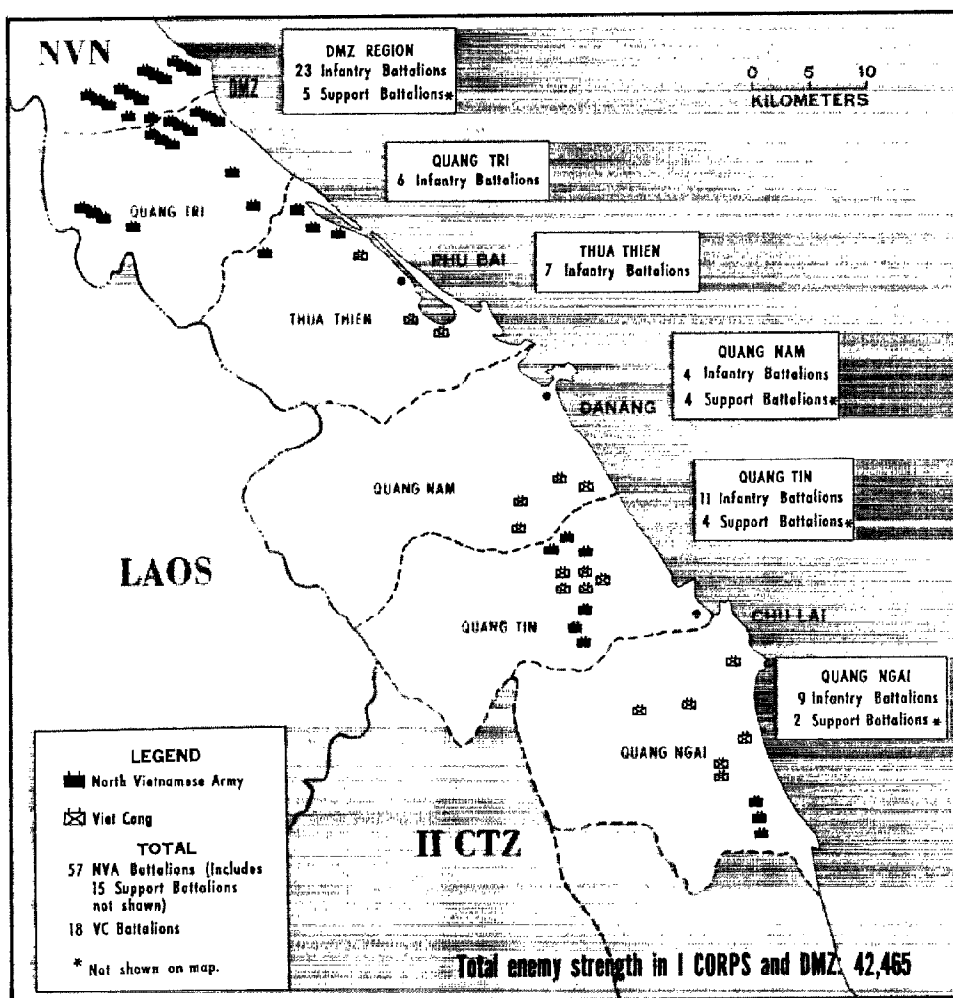 NVN
DMZ
DMZ REGION
23 Infantry Battalions
5 Support Battalions*
0 5 10
KILOMETERS
QUANG TRI
6 Infantry Battalions
QUANG TRI
THUA THIEN
7 Infantry Battalions
PHU BAI
THUA THIEN
QUANG NAM
4 Infantry Battalions
4 Support Battalions*
DANANG
QUANG NAM
QUANG TIN
11 Infantry Battalions
4 Support Battalions*
LAOS
QUANG TIN
CHU LAI
QUANG NGAI
9 Infantry Battalions
2 Support Battalions *
QUANG NGAI
LEGEND
North Vietnamese Army
Viet Cong
TOTAL
57 NVA Battalions (Includes
15 Support Battalions
not shown)
18 VC Battalions
* Not shown on map.
II CTZ
Total enemy strength in I CORPS and DMZ: 42,465